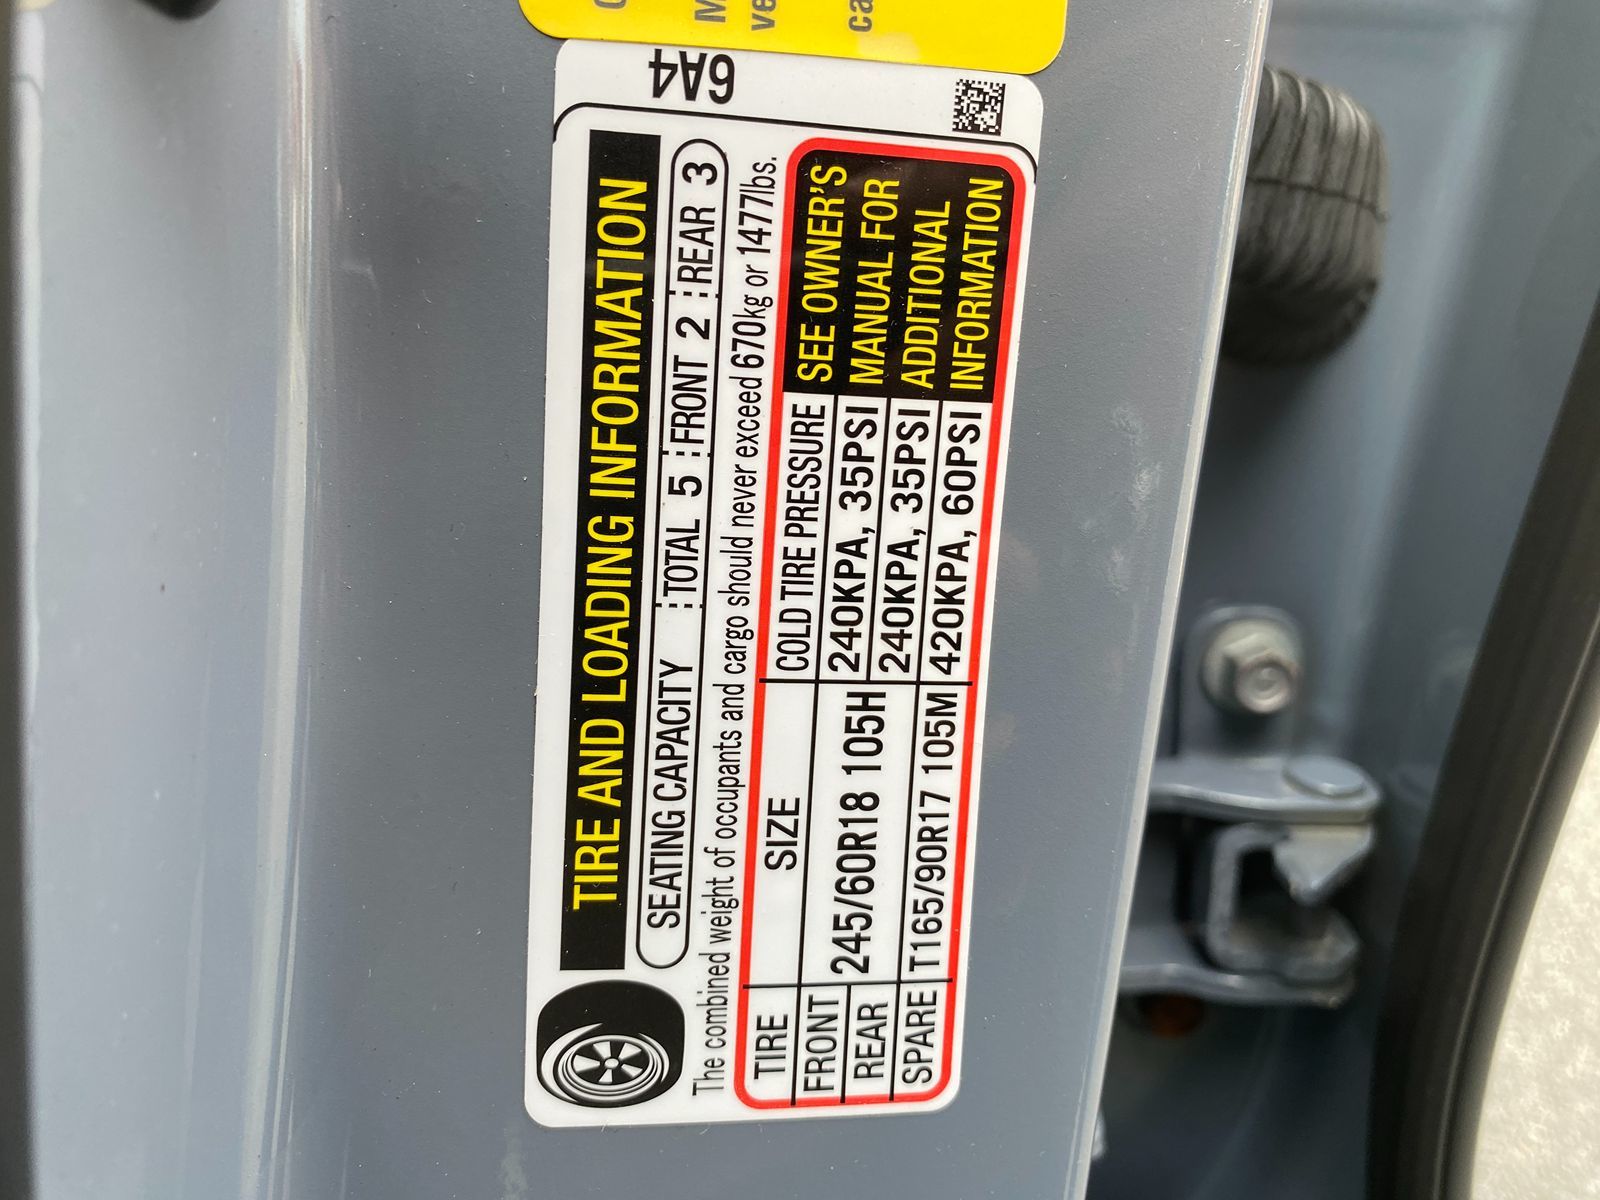 6A4
TIRE AND LOADING INFORMATION
SEATING CAPACITY TOTAL 5 FRONT 2 REAR 3
The combined weight of occupants and cargo should never exceed 670kg or 1477lbs.
TIRE SIZE COLD TIRE PRESSURE
FRONT 245/60R18 105H 240KPA, 35PSI
REAR 240KPA, 35PSI
SPARE T165/90R17 105M 420KPA, 60PSI
SEE OWNER'S
MANUAL FOR
ADDITIONAL
INFORMATION